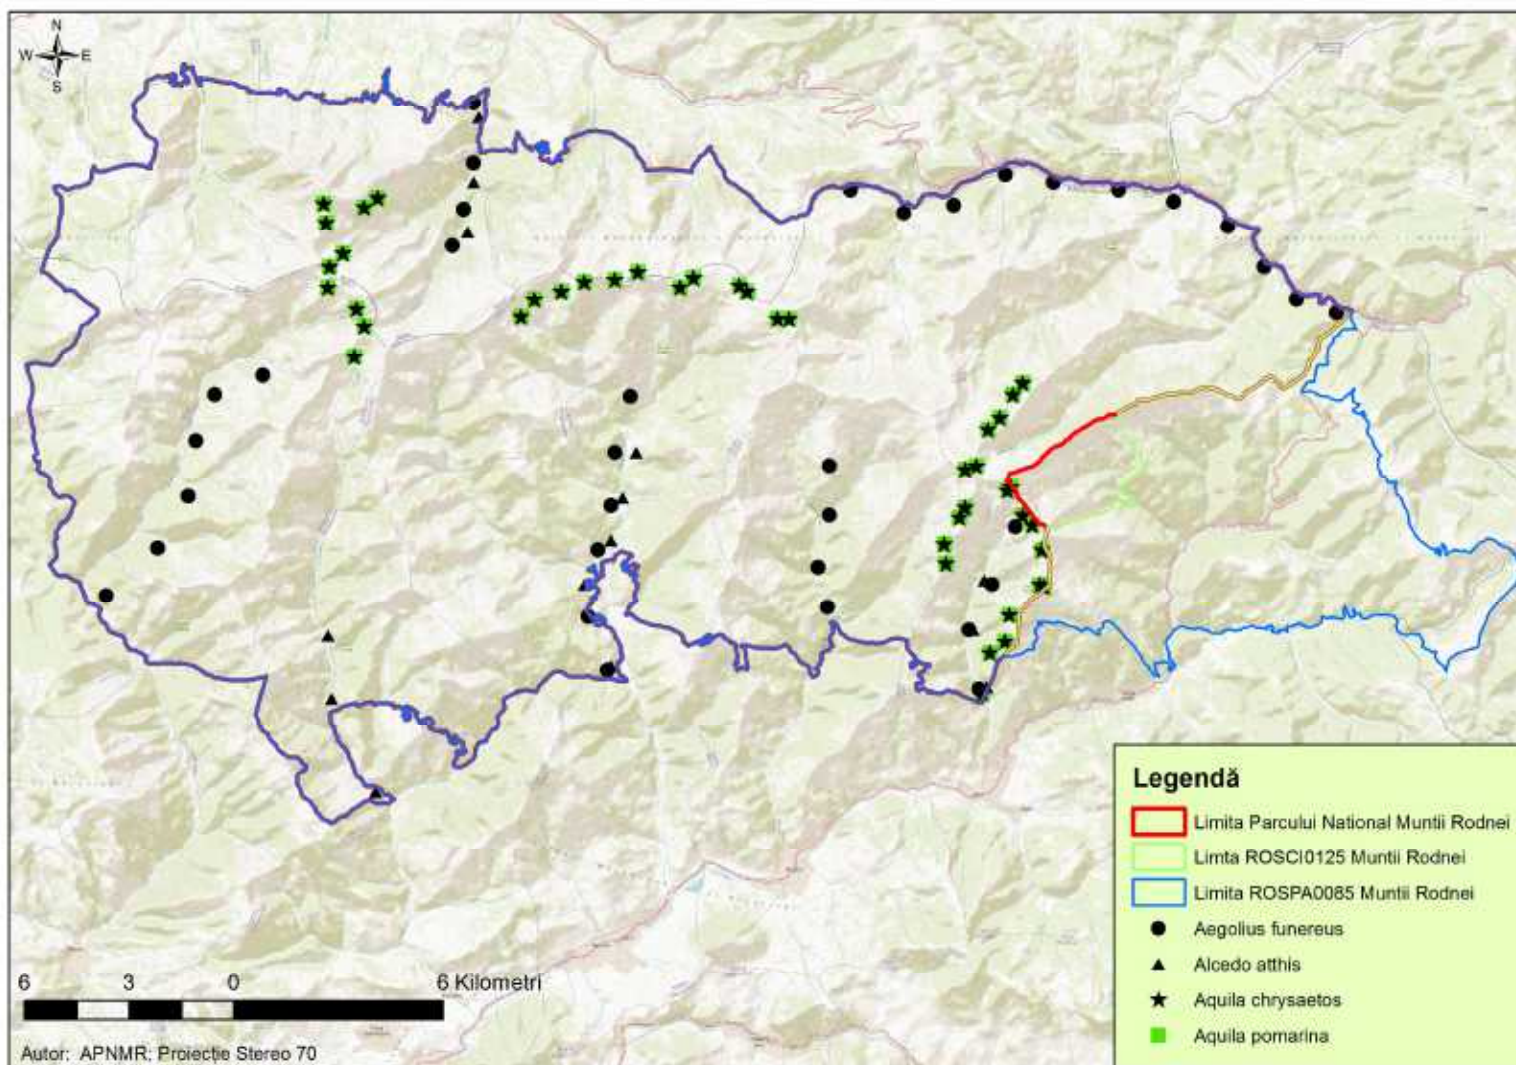 N
W E
S
Legendă
Limita Parcului National Muntii Rodnei
Limta ROSCI0125 Muntii Rodnei
Limita ROSPA0085 Muntii Rodnei
Aegolius funereus
Alcedo atthis
Aquila chrysaetos
Aquila pomarina
6 3 0 6 Kilometri
Autor: APNMR; Proiectie Stereo 70